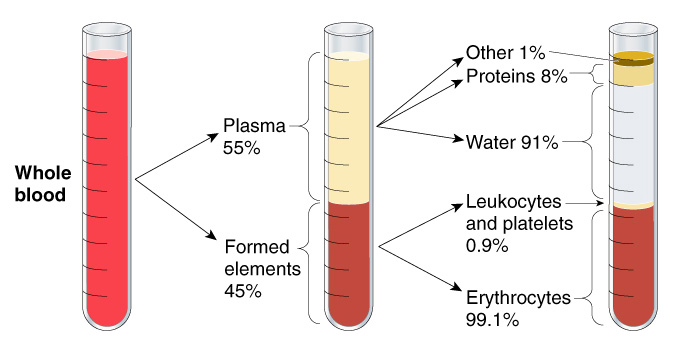 Whole
blood
Plasma
55%
Formed
elements
45%
Other 1%
Proteins 8%
Water 91%
Leukocytes
and platelets
0.9%
Erythrocytes
99.1%